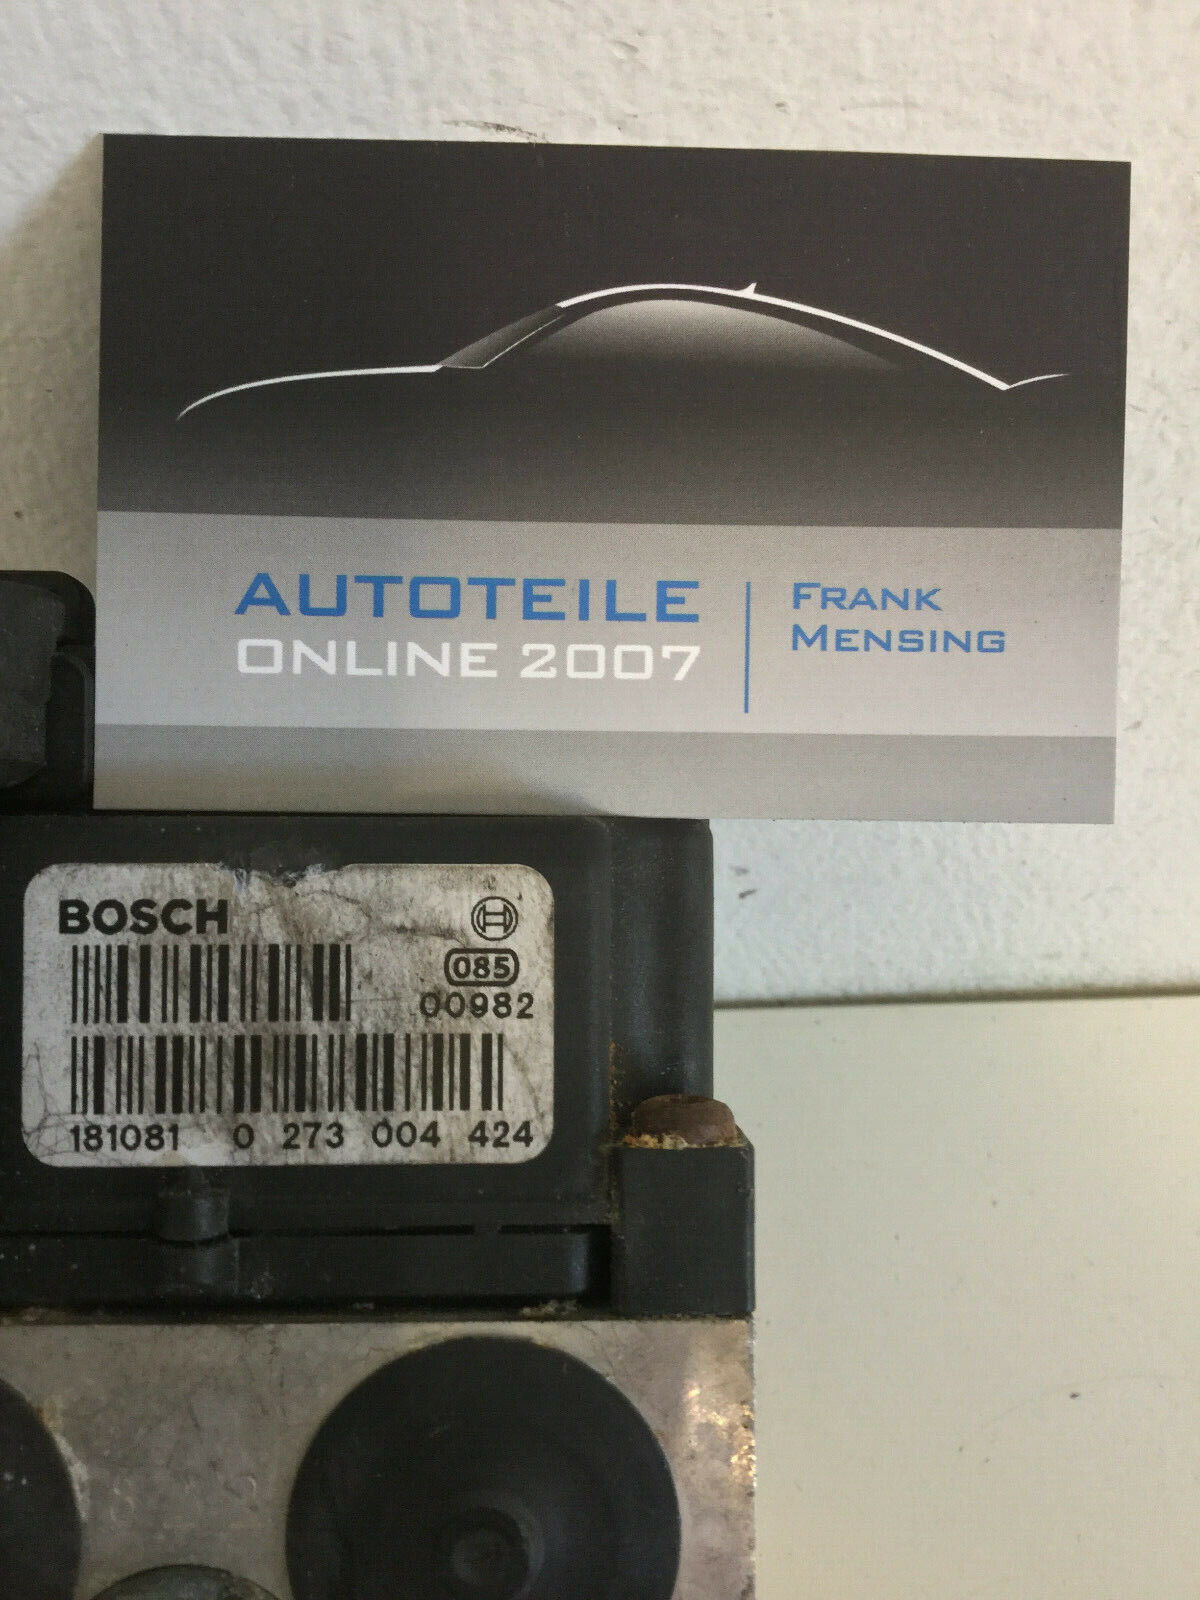 AUTOTEILE
ONLINE 2007
FRANK
MENSING
BOSCH
085
00982
181081 0 273 004 424